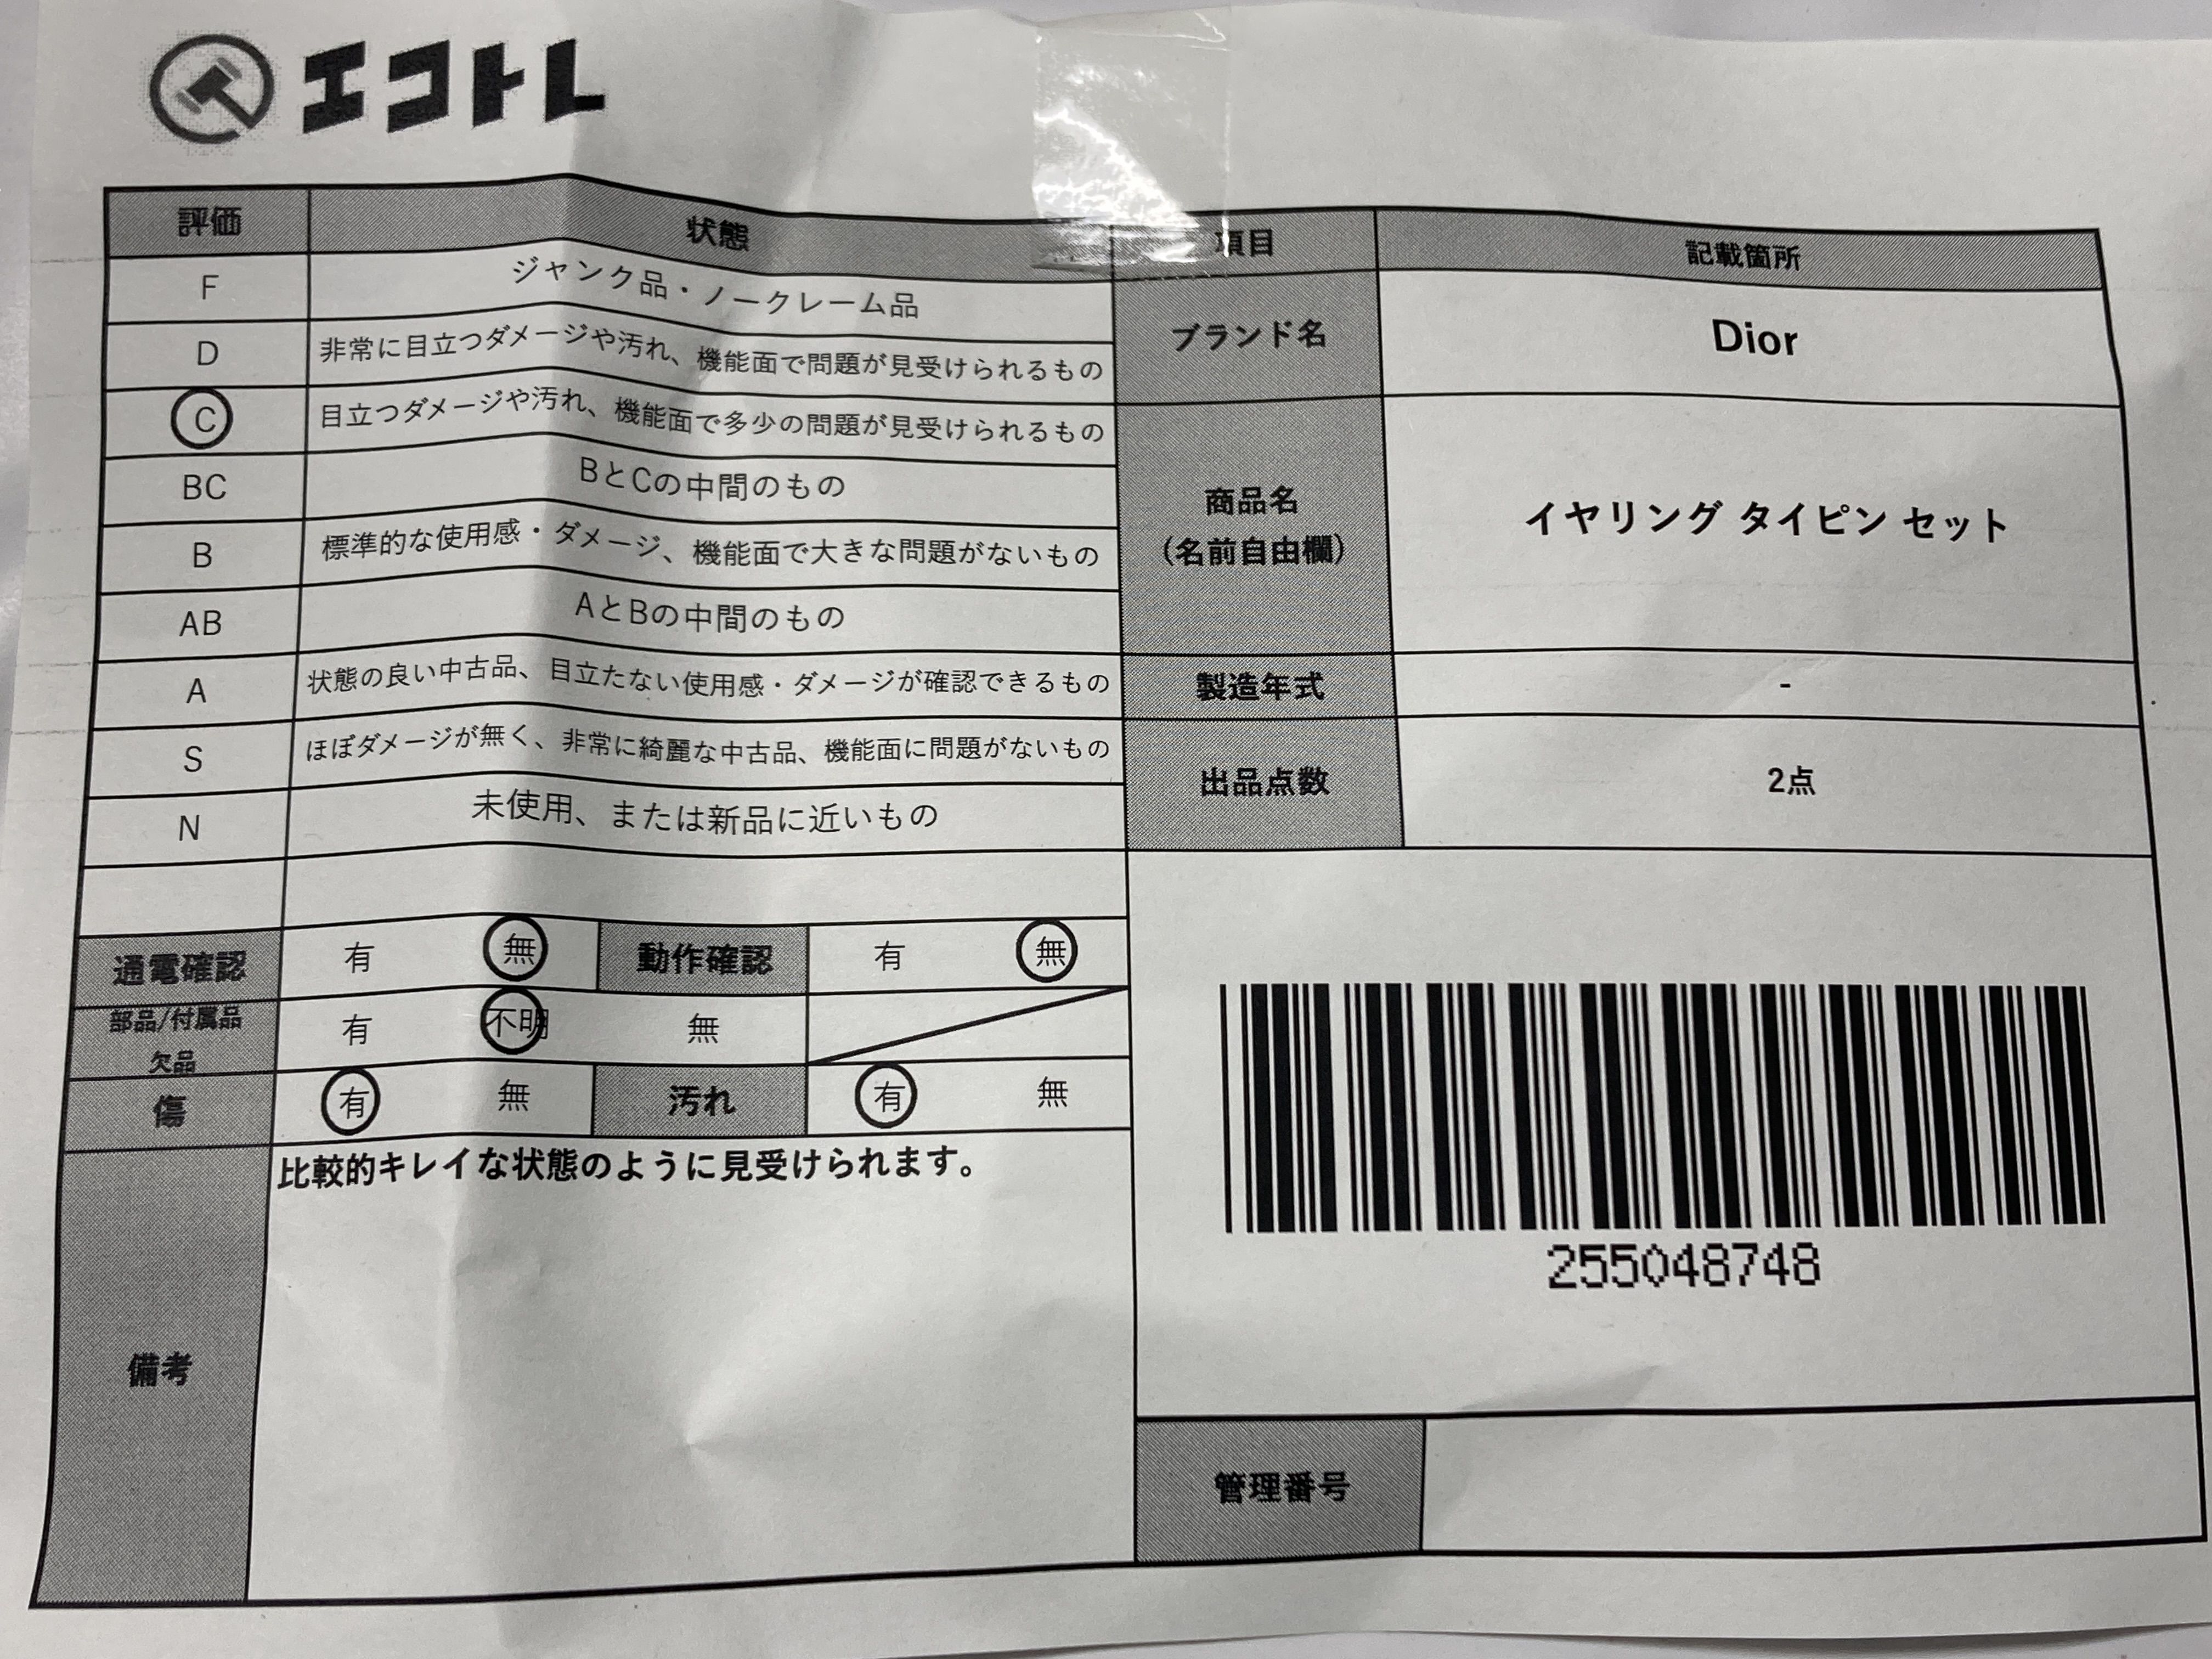 エコトレ
評価 状態 項目 記載箇所
F ジャンク品・ノークレーム品
D 非常に目立つダメージや汚れ、機能面で問題が見受けられるもの
C 目立つダメージや汚れ、機能面で多少の問題が見受けられるもの
BC BとCの中間のもの
B 標準的な使用感・ダメージ、機能面で大きな問題がないもの
AB AとBの中間のもの
A 状態の良い中古品、目立たない使用感・ダメージが確認できるもの
S ほぼダメージが無く、非常に綺麗な中古品、機能面に問題がないもの
N 未使用、または新品に近いもの
ブランド名 Dior
商品名
(名前自由欄) イヤリング タイピン セット
製造年式 -
出品点数 2点
通電確認 有 無 動作確認 有 無
部品/付属品
欠品 有 不明 無
傷 有 無 汚れ 有 無
備考 比較的キレイな状態のように見受けられます。
255048748
管理番号